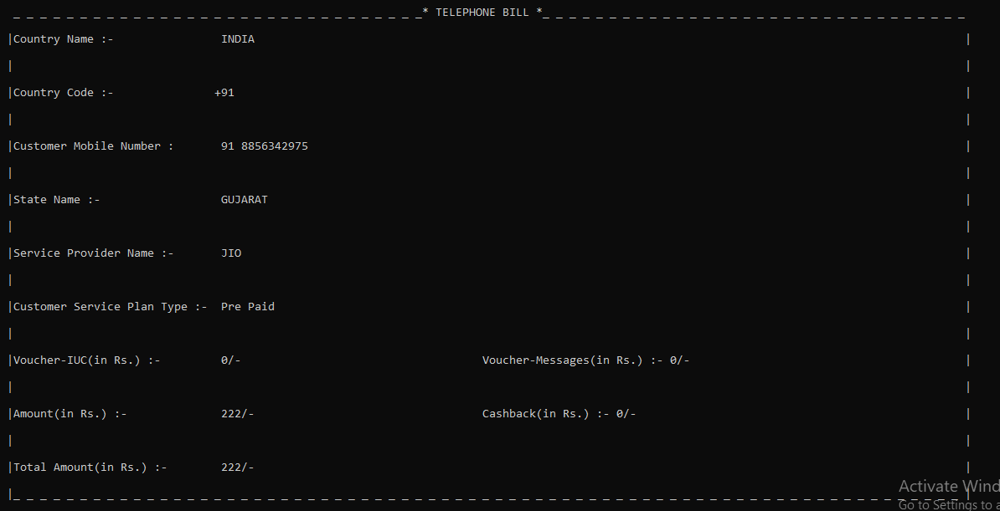 _ _ _ _ _ _ _ _ _ _ _ _ _ _ _ _ _ _ _ _ _ _ _ _ _ _ _ _ _ _ _* TELEPHONE BILL *_ _ _ _ _ _ _ _ _ _ _ _ _ _ _ _ _ _ _ _ _ _ _ _ _ _ _ _ _ _ _ _
|Country Name :- INDIA |
| |
|Country Code :- +91 |
| |
|Customer Mobile Number : 91 8856342975 |
| |
|State Name :- GUJARAT |
| |
|Service Provider Name :- JIO |
| |
|Customer Service Plan Type :- Pre Paid |
| |
|Voucher-IUC(in Rs.) :- 0/- Voucher-Messages(in Rs.) :- 0/- |
| |
|Amount(in Rs.) :- 222/- Cashback(in Rs.) :- 0/- |
| |
|Total Amount(in Rs.) :- 222/- |
Activate Wind
|_ _ _ _ _ _ _ _ _ _ _ _ _ _ _ _ _ _ _ _ _ _ _ _ _ _ _ _ _ _ _ _ _ _ _ _ _ _ _ _ _ _ _ _ _ _ _ _ _ _ _ _ _ _ _ _ _ _ _ _ _ _ _ _ _ _ _ _ _ _ _ |
Go to Settings to a